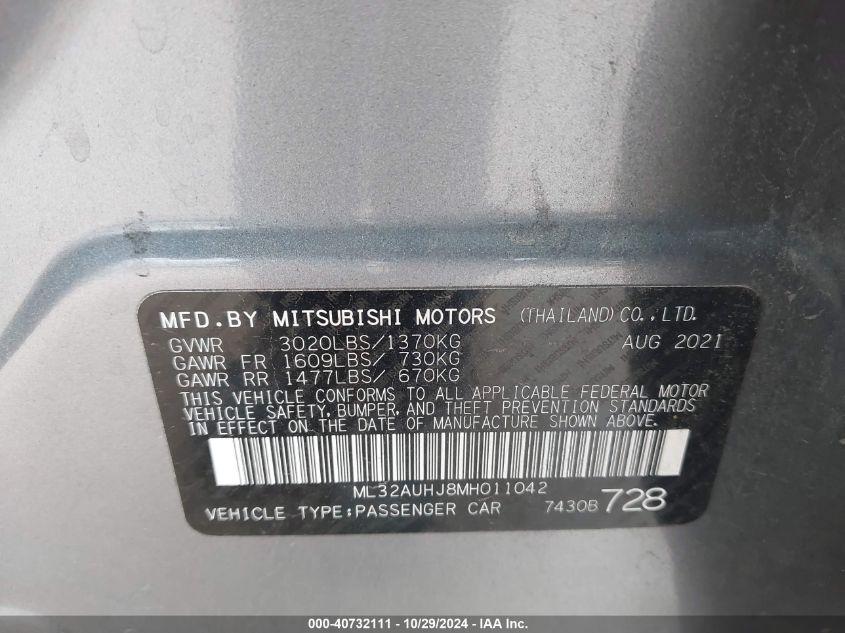 MFD.BY MITSUBISHI MOTORS (THAILAND)CO.,LTD.
GVWR 3020LBS/1370KG AUG 2021
GAWR FR 1609LBS/ 730KG
GAWR RR 1477LBS/ 670KG
THIS VEHICLE CONFORMS TO ALL APPLICABLE FEDERAL MOTOR
VEHICLE SAFETY, BUMPER, AND THEFT PREVENTION STANDARDS
IN EFFECT ON THE DATE OF MANUFACTURE SHOWN ABOVE.
ML32AUHJ8MH011042
VEHICLE TYPE:PASSENGER CAR 7430B 728
000-40732111 - 10/29/2024 - IAA Inc.